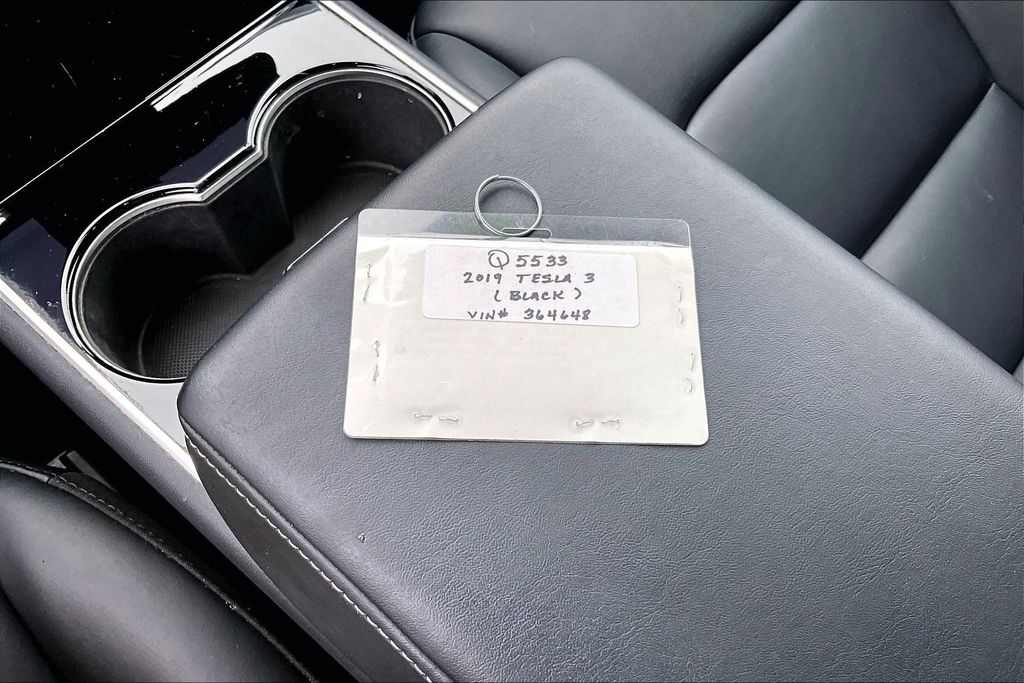 Q 5533
2019 TESLA 3
(BLACK)
VIN# 364648